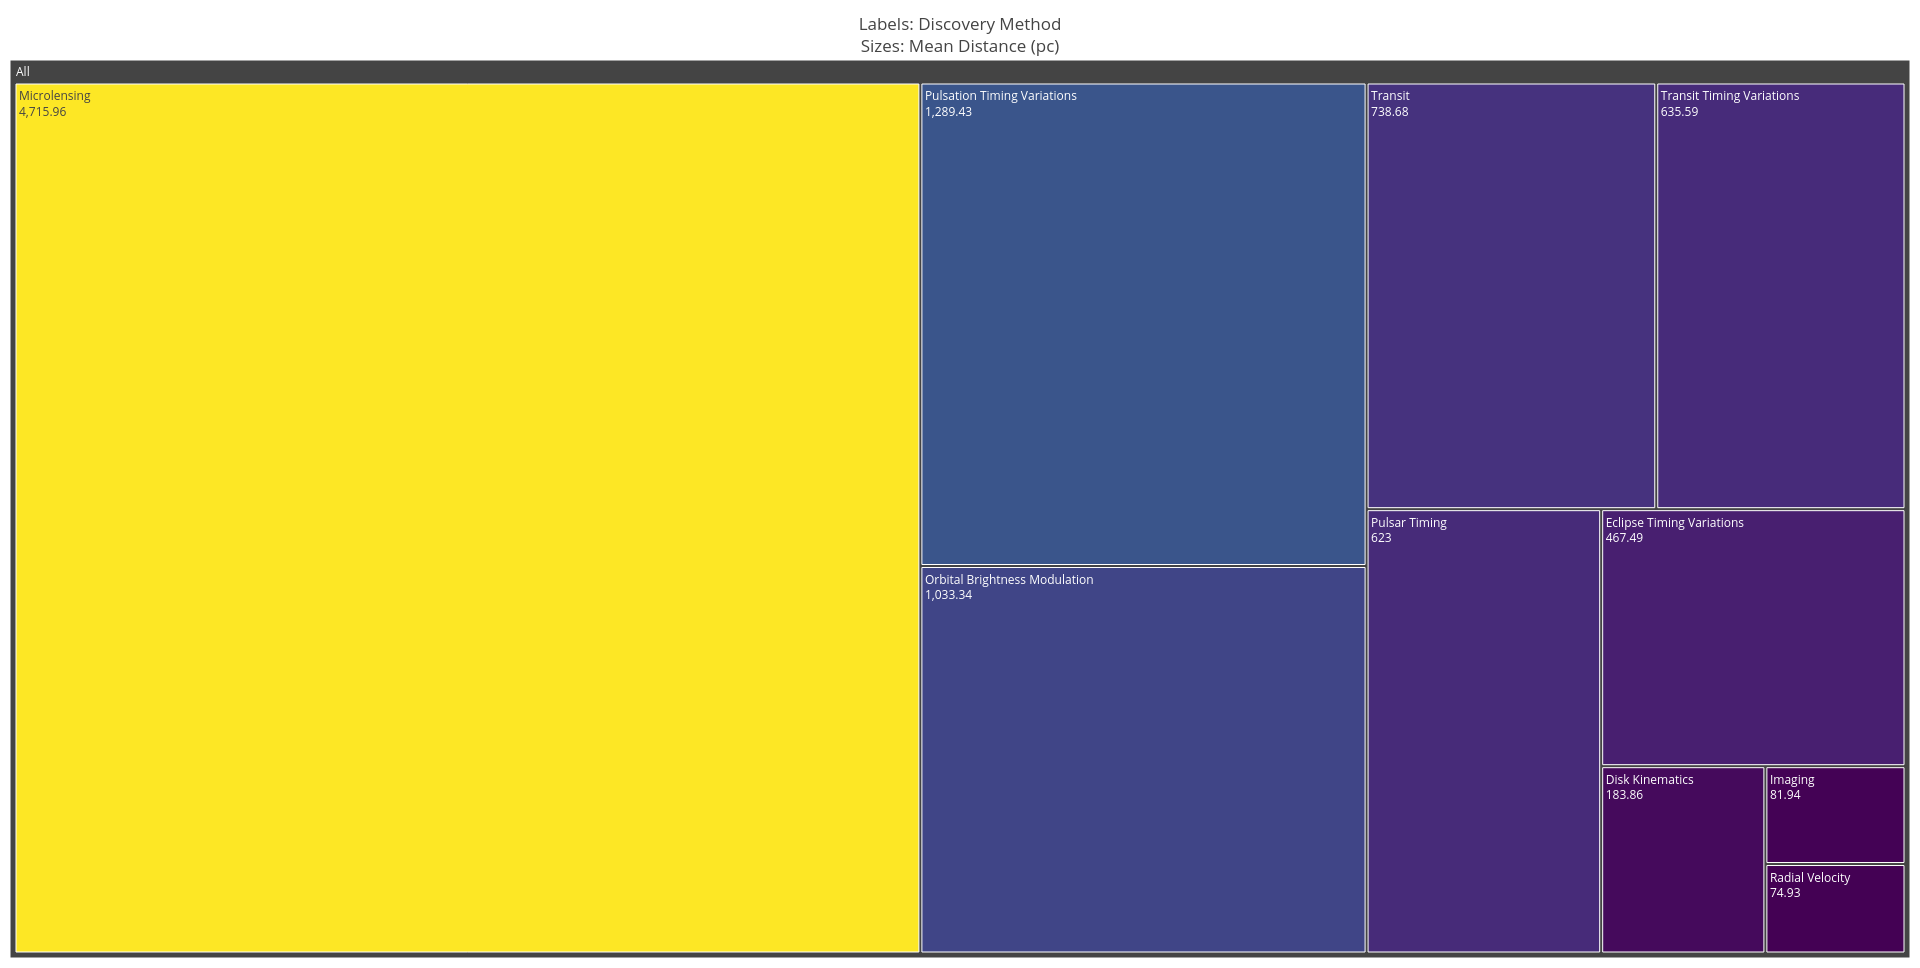 Labels: Discovery Method
Sizes: Mean Distance (pc)
All
Microlensing
4,715.96
Pulsation Timing Variations
1,289.43
Orbital Brightness Modulation
1,033.34
Transit
738.68
Transit Timing Variations
635.59
Pulsar Timing
623
Eclipse Timing Variations
467.49
Disk Kinematics
183.86
Imaging
81.94
Radial Velocity
74.93